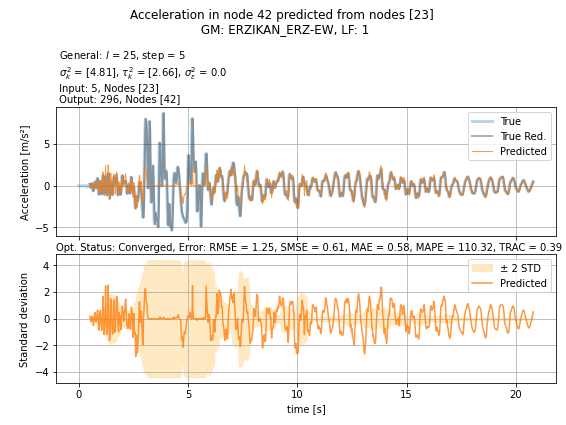 Acceleration in node 42 predicted from nodes [23]
GM: ERZIKAN_ERZ-EW, LF: 1
General: l = 25, step = 5
σ²ₖ = [4.81], τ²ₖ = [2.66], σ²ε = 0.0
Input: 5, Nodes [23]
Output: 296, Nodes [42]
Acceleration [m/s²]
5
0
−5
True
True Red.
Predicted
Opt. Status: Converged, Error: RMSE = 1.25, SMSE = 0.61, MAE = 0.58, MAPE = 110.32, TRAC = 0.39
Standard deviation
4
2
0
−2
−4
± 2 STD
Predicted
0 5 10 15 20
time [s]